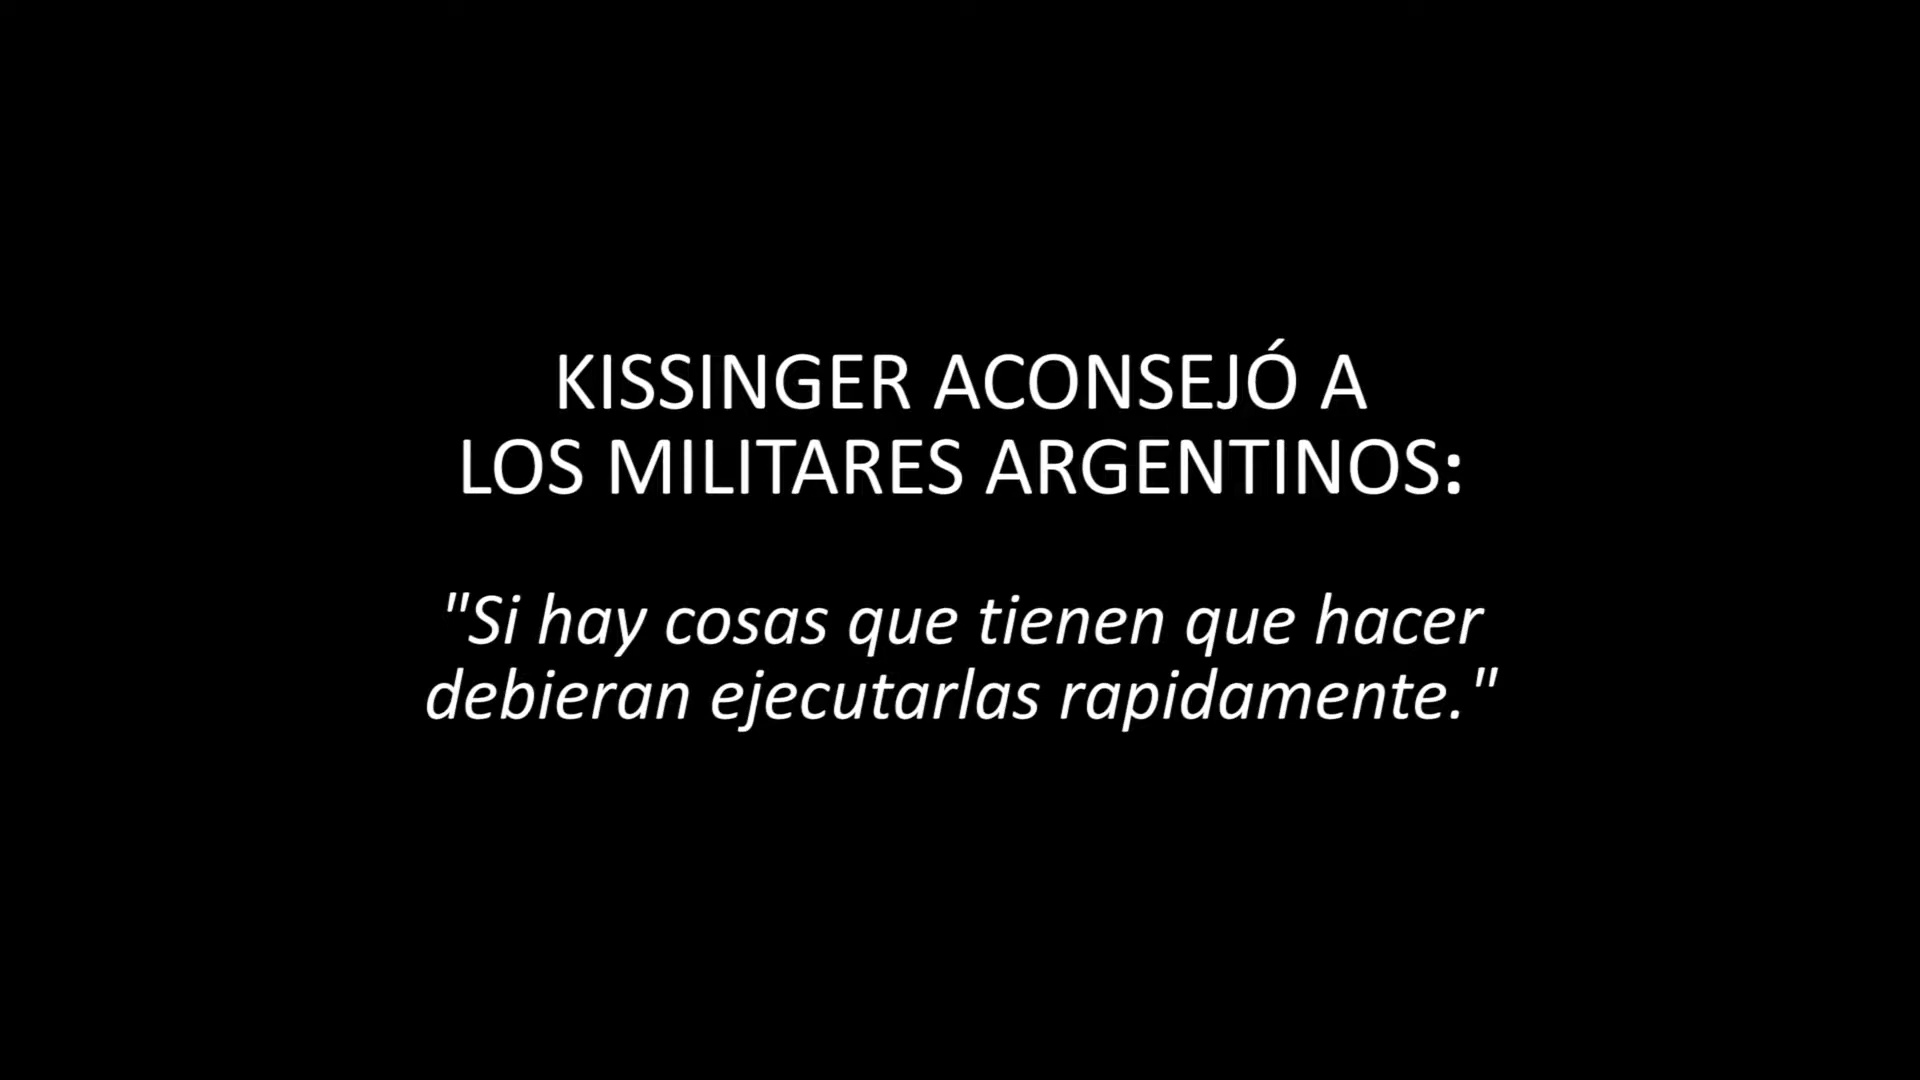 KISSINGER ACONSEJÓ A
LOS MILITARES ARGENTINOS:
"Si hay cosas que tienen que hacer
debieran ejecutarlas rapidamente."